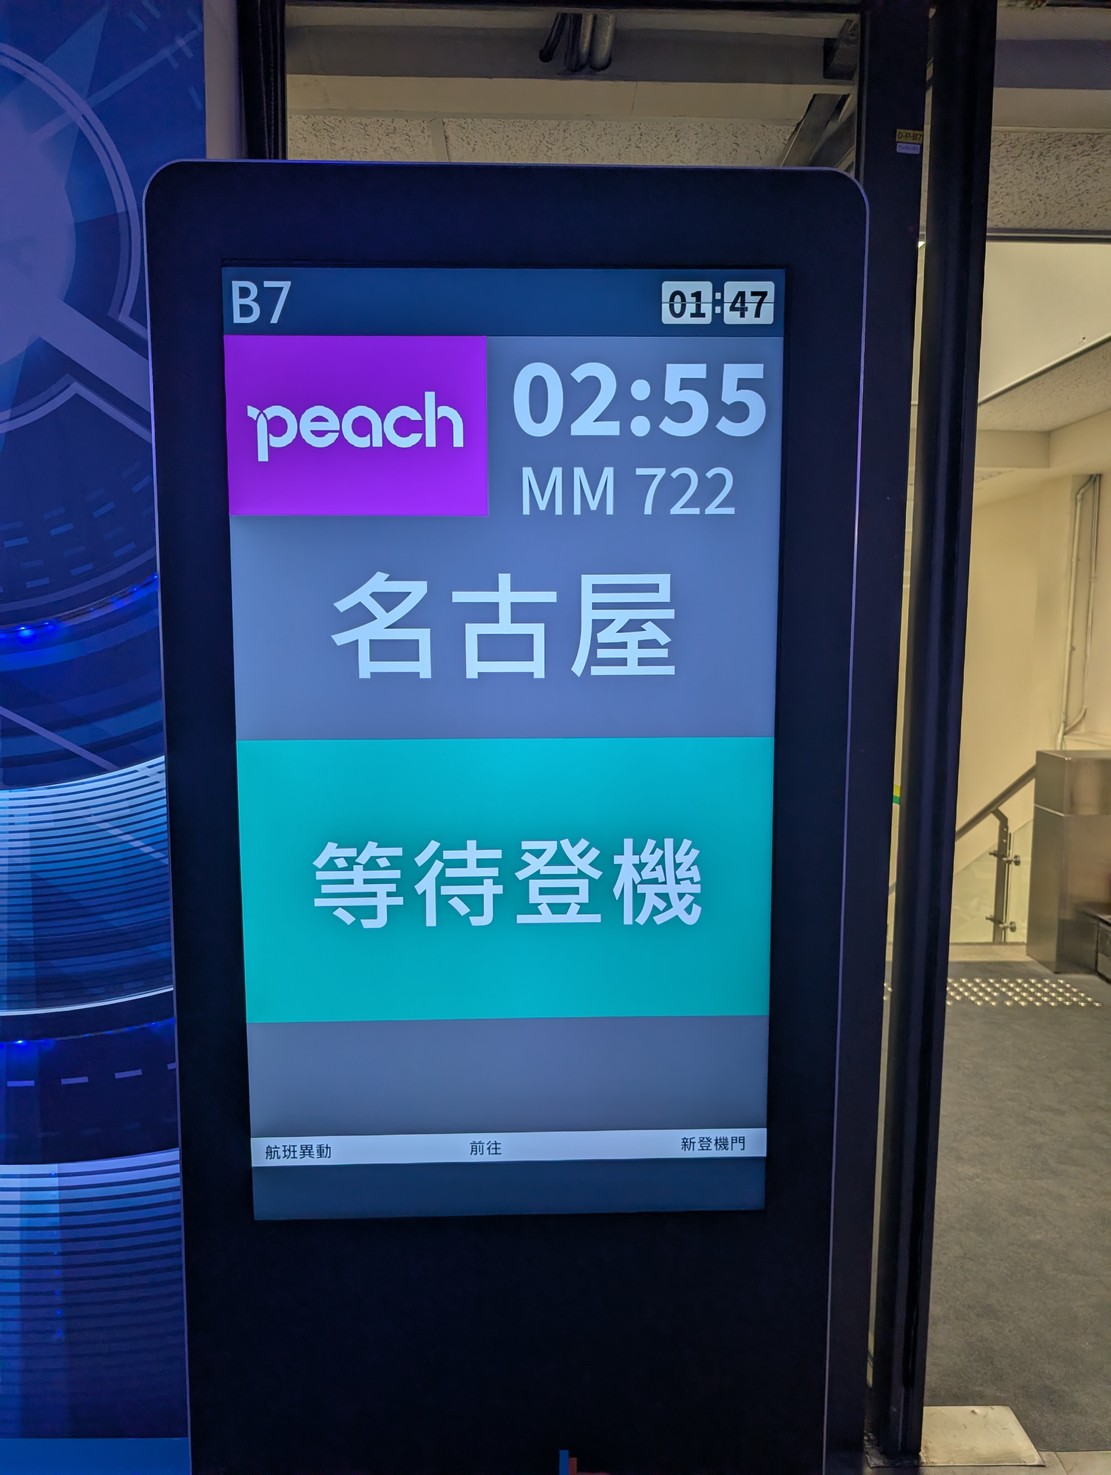 B7 01:47
peach 02:55
MM 722
名古屋
等待登機
航班異動 前往 新登機門